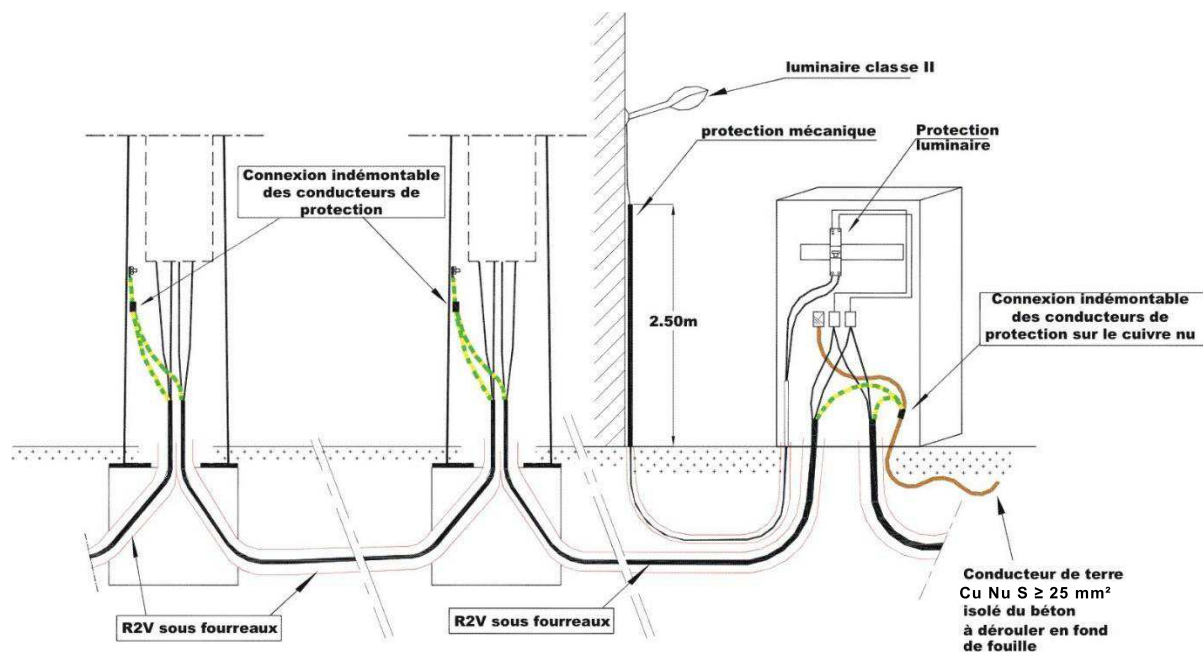 luminaire classe II
protection mécanique
Protection
luminaire
Connexion indémontable
des conducteurs de
protection
2.50m
Connexion indémontable
des conducteurs de
protection sur le cuivre nu
Conducteur de terre
Cu Nu S ≥ 25 mm²
isolé du béton
à dérouler en fond
de fouille
R2V sous fourreaux
R2V sous fourreaux